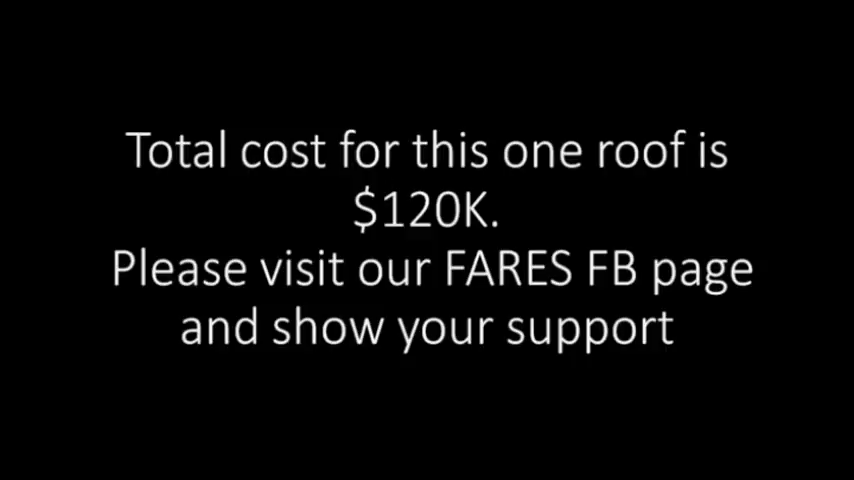 Total cost for this one roof is
$120K.
Please visit our FARES FB page
and show your support